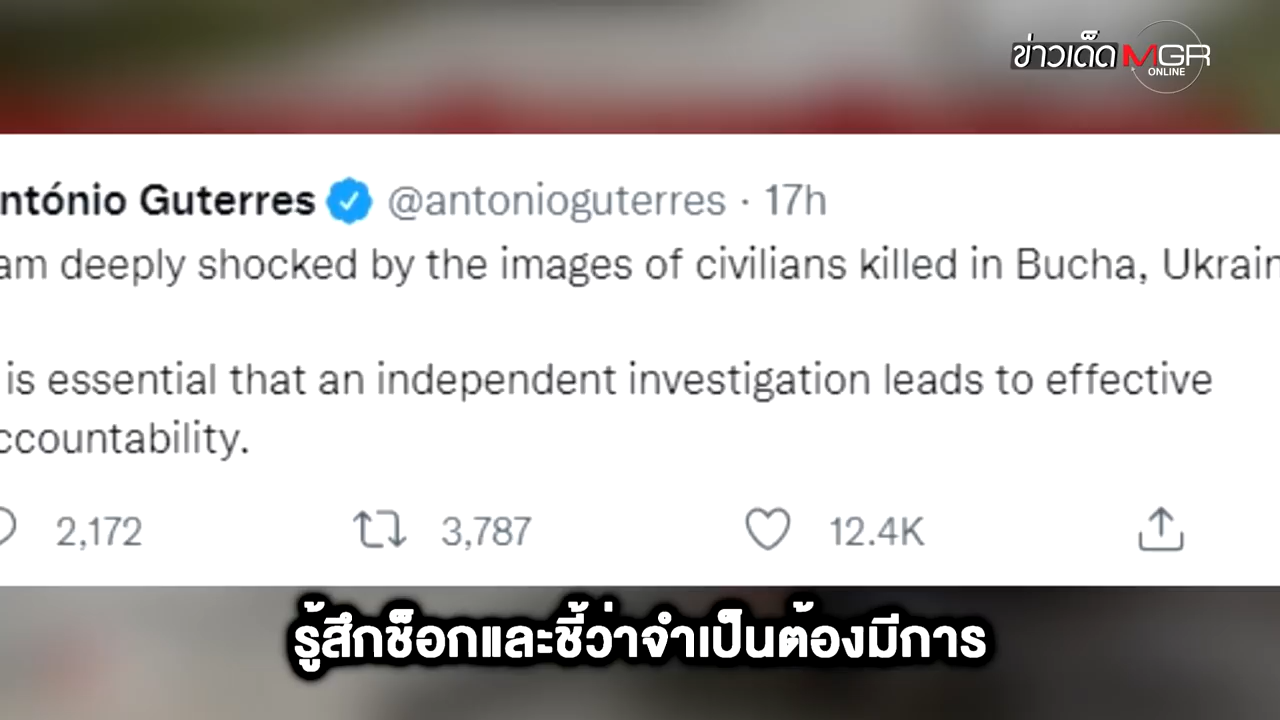 ข่าวเด็ด MGR
ONLINE
ntónio Guterres @antonioguterres · 17h
am deeply shocked by the images of civilians killed in Bucha, Ukrain
is essential that an independent investigation leads to effective
ccountability.
2,172 3,787 12.4K
รู้สึกช็อกและชี้ว่าจำเป็นต้องมีการ